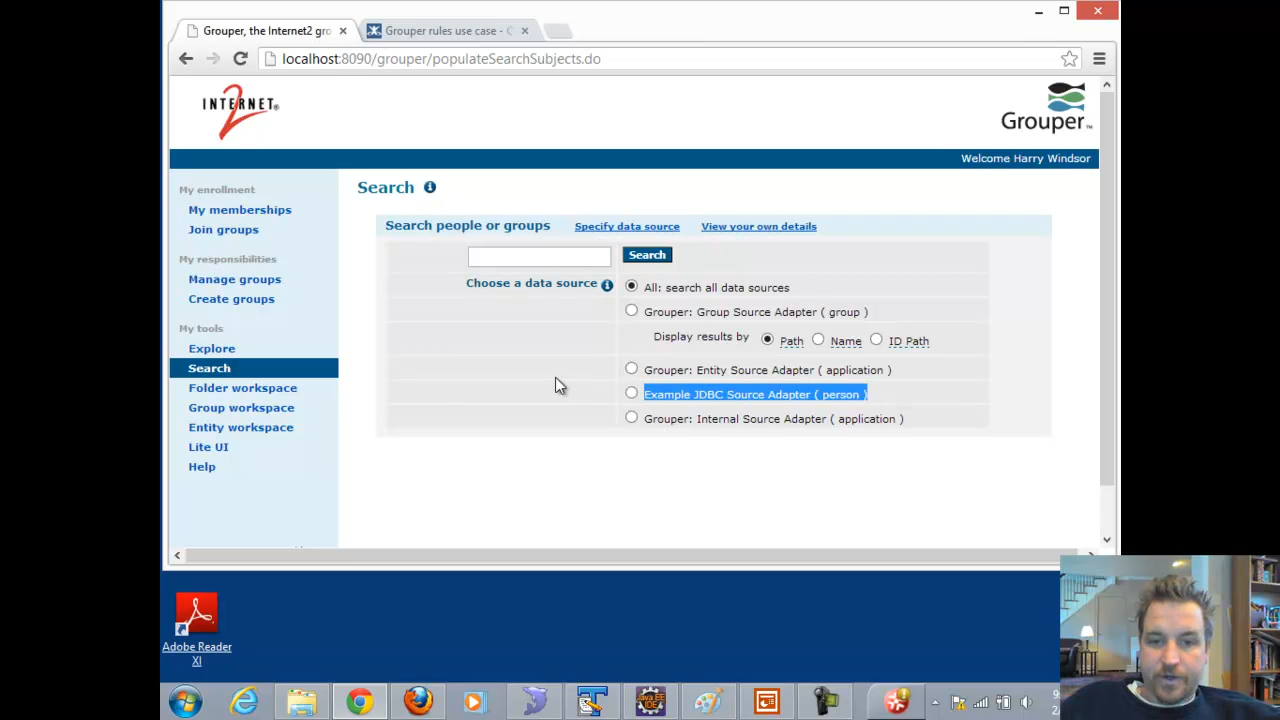 Grouper, the Internet2 gro
Grouper rules use case - G
localhost:8090/grouper/populateSearchSubjects.do
INTERNET 2
Grouper
Welcome Harry Windsor
My enrollment
My memberships
Join groups
My responsibilities
Manage groups
Create groups
My tools
Explore
Search
Folder workspace
Group workspace
Entity workspace
Lite UI
Help
Search
Search people or groups Specify data source View your own details
Search
Choose a data source
All: search all data sources
Grouper: Group Source Adapter ( group )
Display results by Path Name ID Path
Grouper: Entity Source Adapter ( application )
Example JDBC Source Adapter ( person )
Grouper: Internal Source Adapter ( application )
Adobe Reader
XI